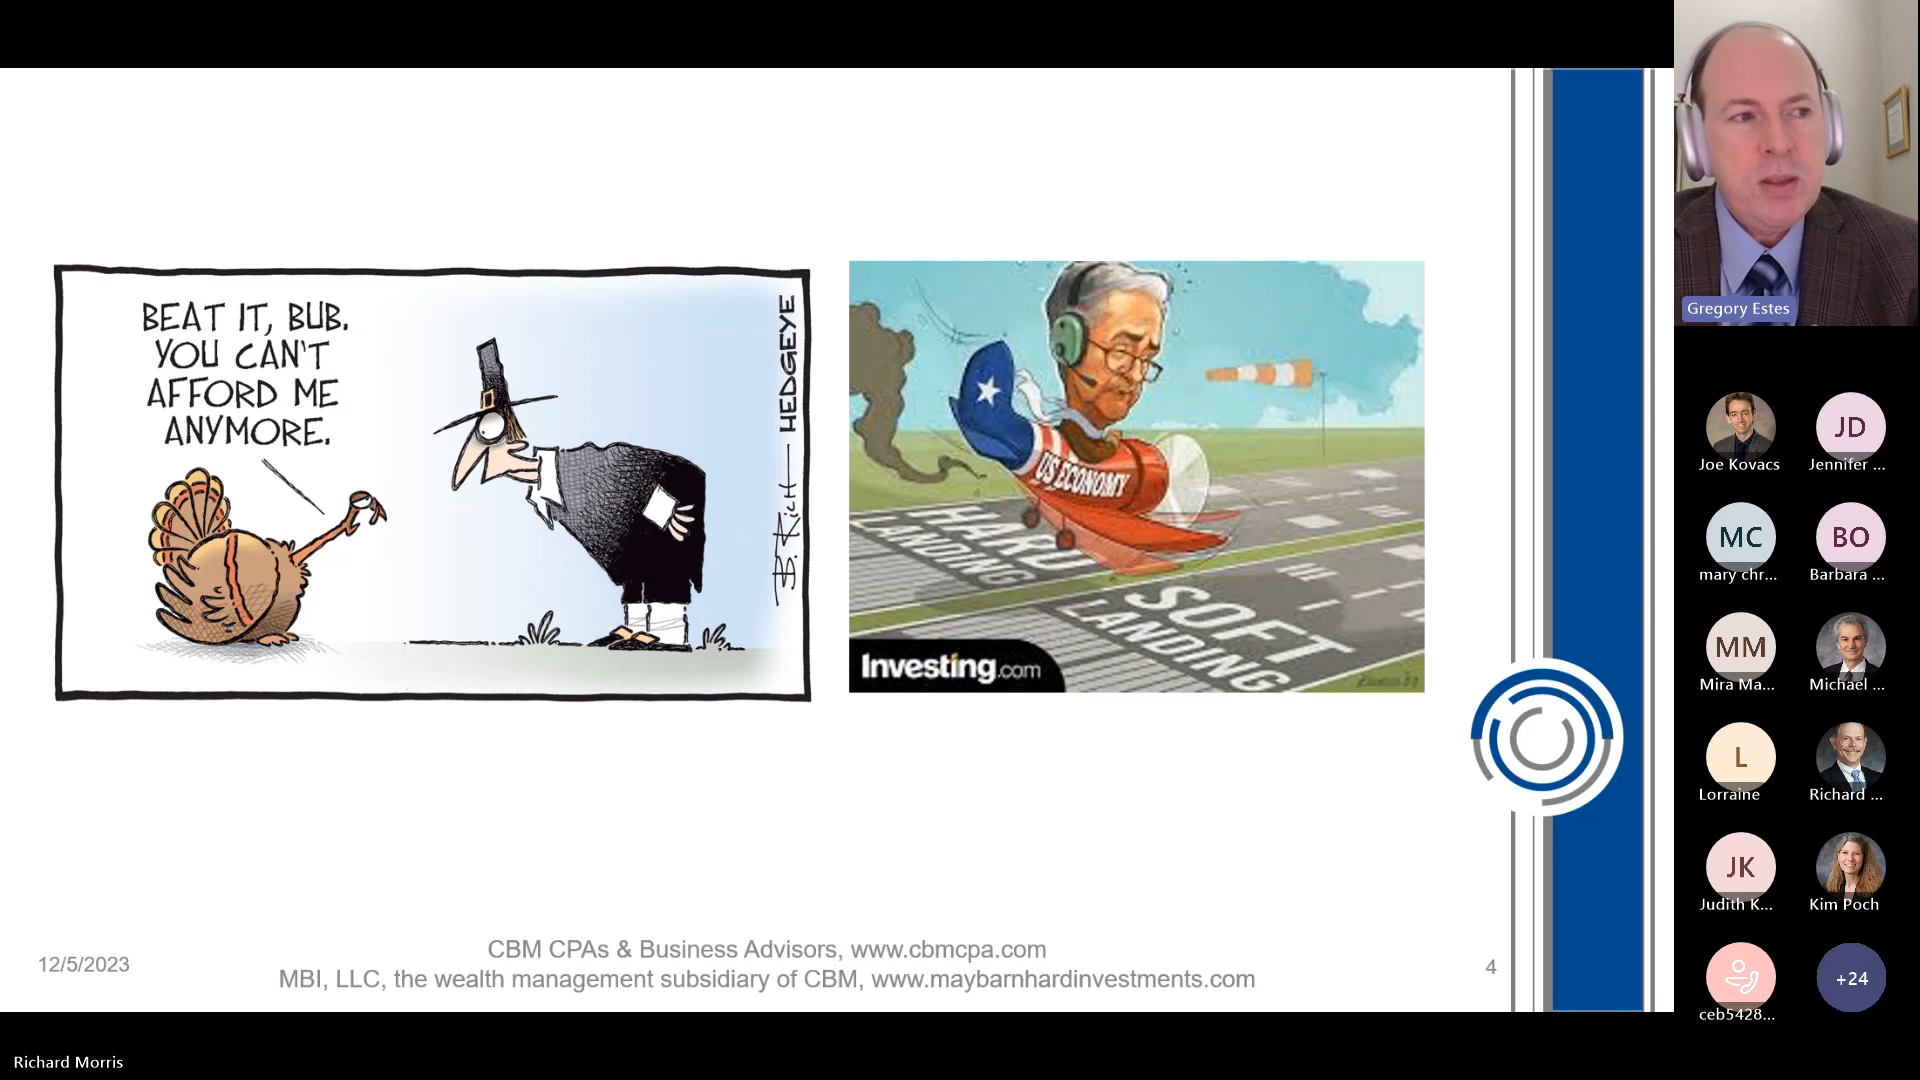 BEAT IT, BUB.
YOU CAN'T
AFFORD ME
ANYMORE.
B. Rich
HEDGEYE
US ECONOMY
HARD
LANDING
SOFT
LANDING
Investing.com
12/5/2023
CBM CPAs & Business Advisors, www.cbmcpa.com
MBI, LLC, the wealth management subsidiary of CBM, www.maybarnhardinvestments.com
4
Richard Morris
Gregory Estes
Joe Kovacs
JD
Jennifer ...
MC
mary chr...
BO
Barbara ...
MM
Mira Ma...
Michael ...
L
Lorraine
Richard ...
JK
Judith K...
Kim Poch
ceb5428...
+24